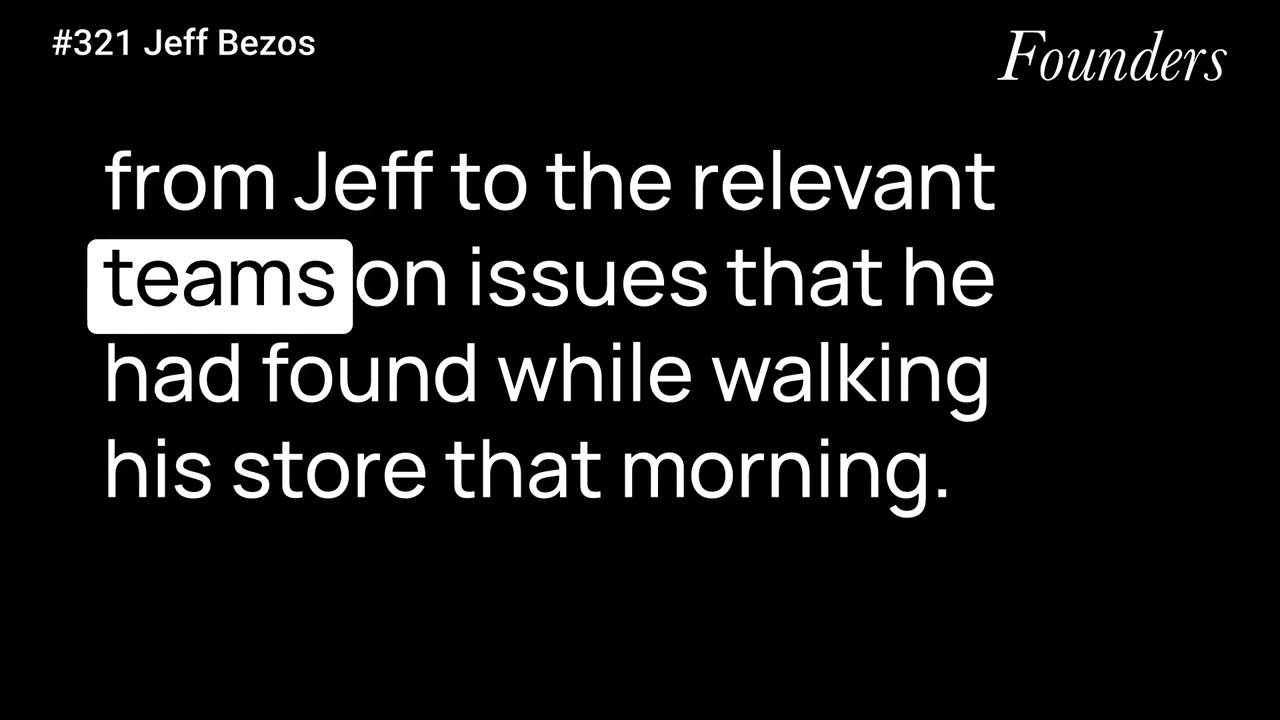 #321 Jeff Bezos
Founders
from Jeff to the relevant
teams on issues that he
had found while walking
his store that morning.